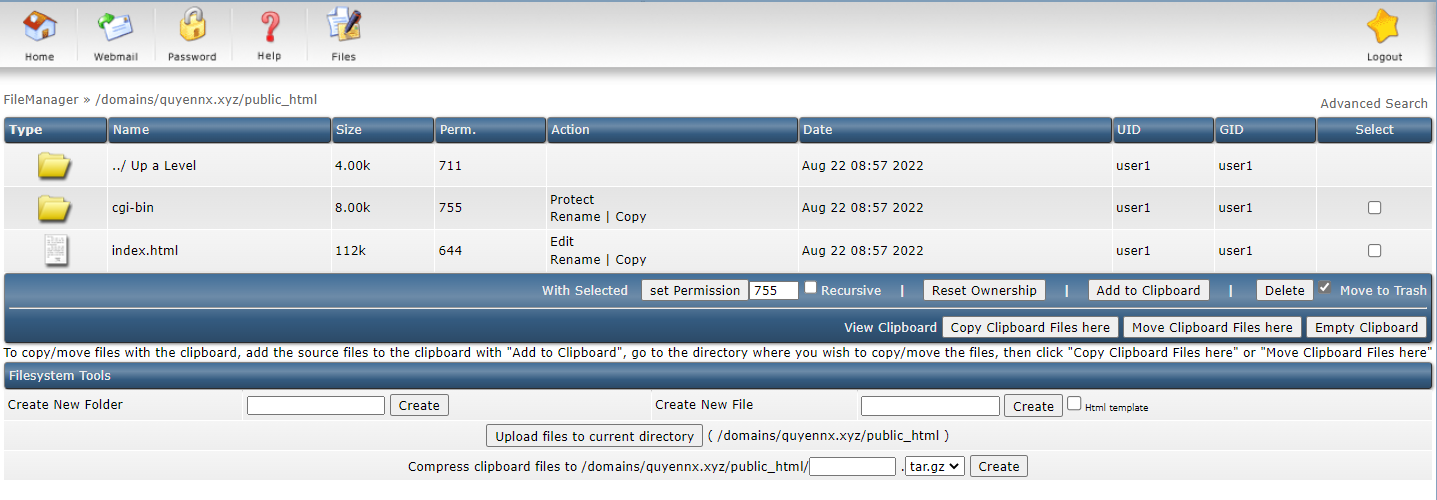 Home Webmail Password Help Files Logout
FileManager » /domains/quyennx.xyz/public_html
Advanced Search
Type Name Size Perm. Action Date UID GID Select
../ Up a Level 4.00k 711 Aug 22 08:57 2022 user1 user1
Protect
cgi-bin 8.00k 755 Aug 22 08:57 2022 user1 user1
Rename | Copy
Edit
index.html 112k 644 Aug 22 08:57 2022 user1 user1
Rename | Copy
With Selected set Permission 755 Recursive | Reset Ownership | Add to Clipboard | Delete Move to Trash
View Clipboard Copy Clipboard Files here Move Clipboard Files here Empty Clipboard
To copy/move files with the clipboard, add the source files to the clipboard with "Add to Clipboard", go to the directory where you wish to copy/move the files, then click "Copy Clipboard Files here" or "Move Clipboard Files here"
Filesystem Tools
Create New Folder Create Create New File Create Html template
Upload files to current directory ( /domains/quyennx.xyz/public_html )
Compress clipboard files to /domains/quyennx.xyz/public_html/ . tar.gz Create